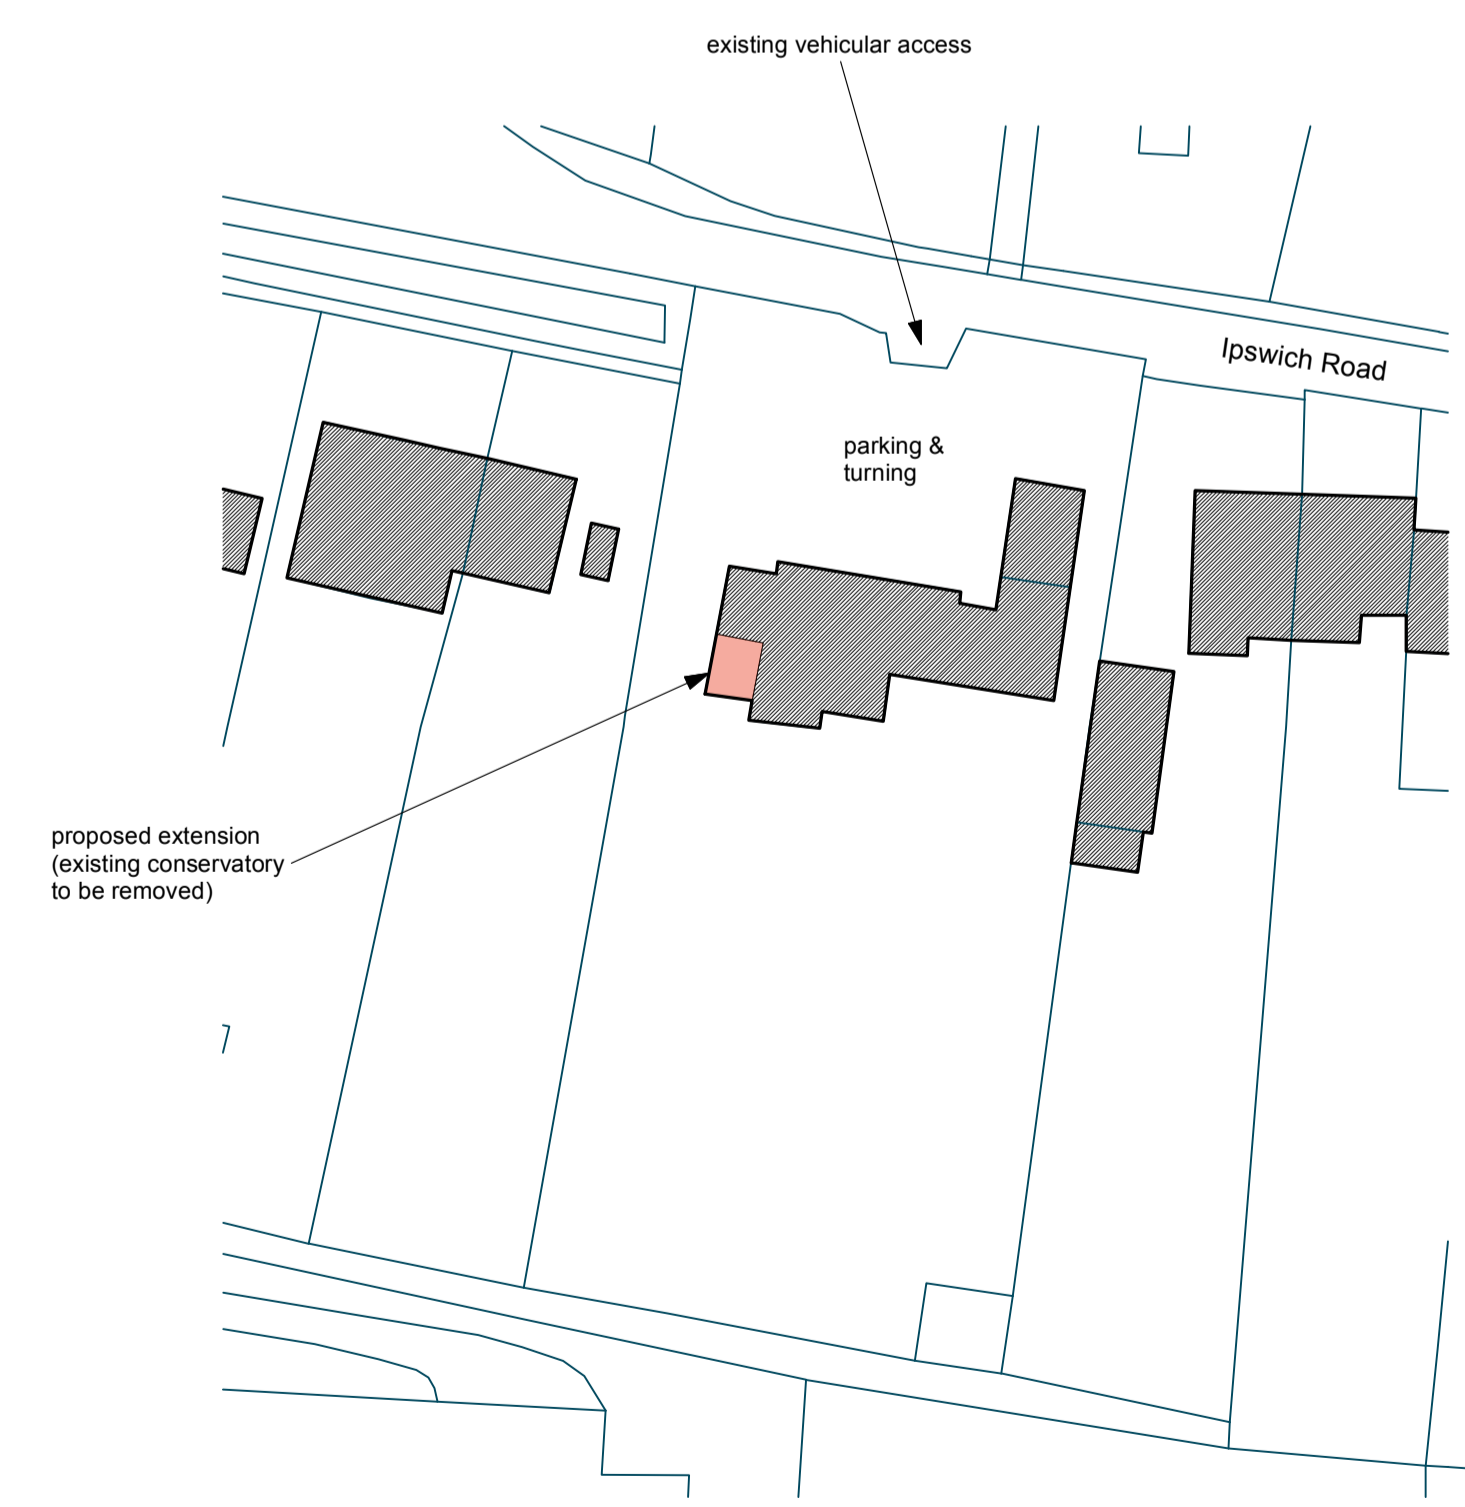 existing vehicular access
Ipswich Road
parking &
turning
proposed extension
(existing conservatory
to be removed)